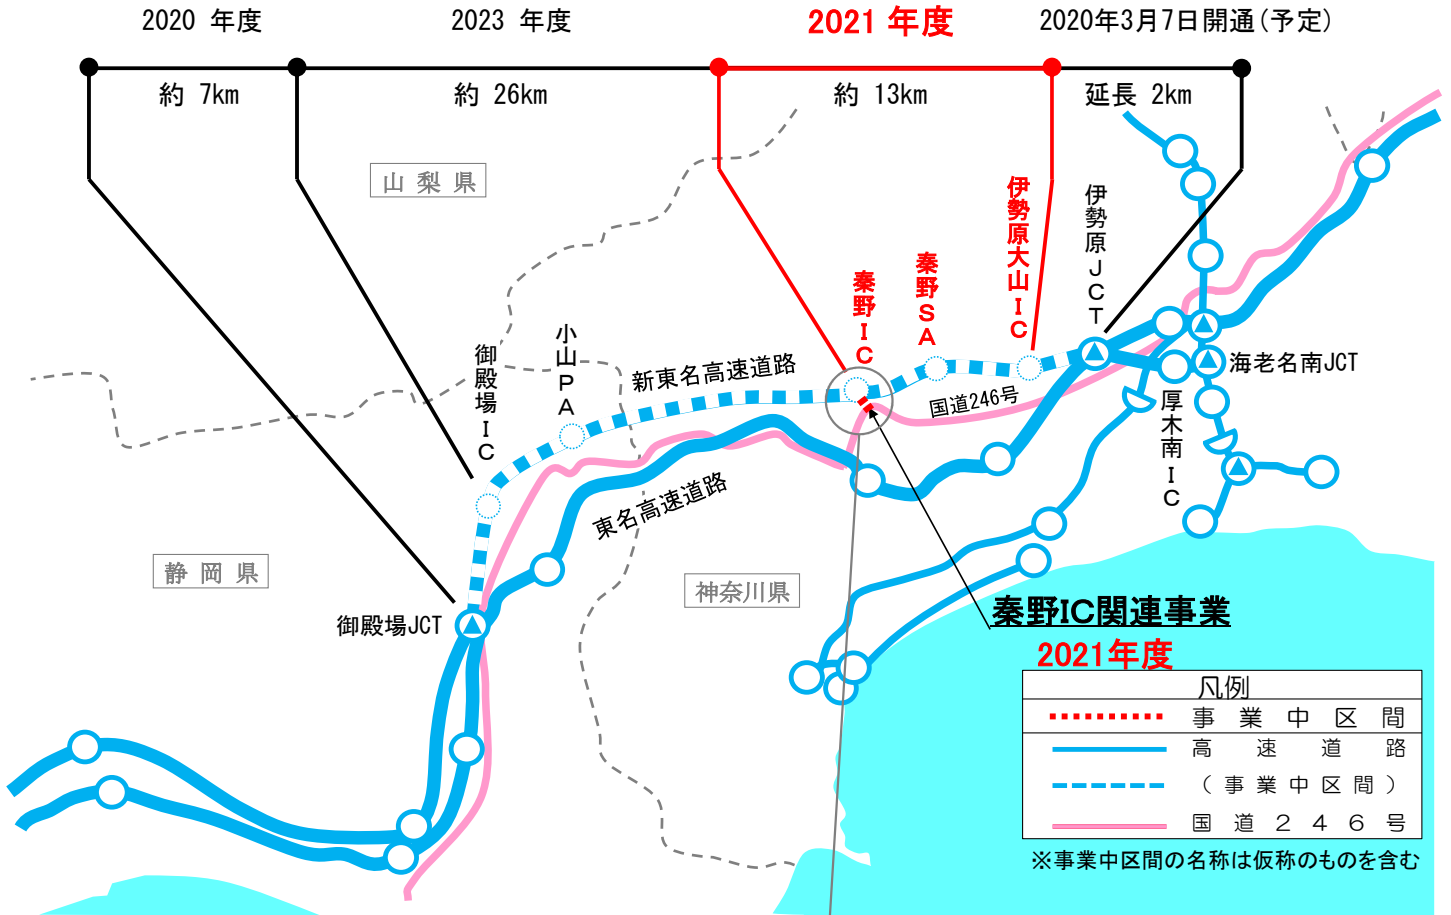 2020 年度
2023 年度
2021 年度
2020年3月7日開通(予定)
約 7km
約 26km
約 13km
延長 2km
山梨県
御殿場IC
小山PA
新東名高速道路
秦野IC
秦野SA
伊勢原大山IC
伊勢原JCT
海老名南JCT
厚木南IC
国道246号
東名高速道路
静岡県
神奈川県
御殿場JCT
秦野IC関連事業
2021年度
凡例
事業中区間
高速道路
(事業中区間)
国道246号
※事業中区間の名称は仮称のものを含む